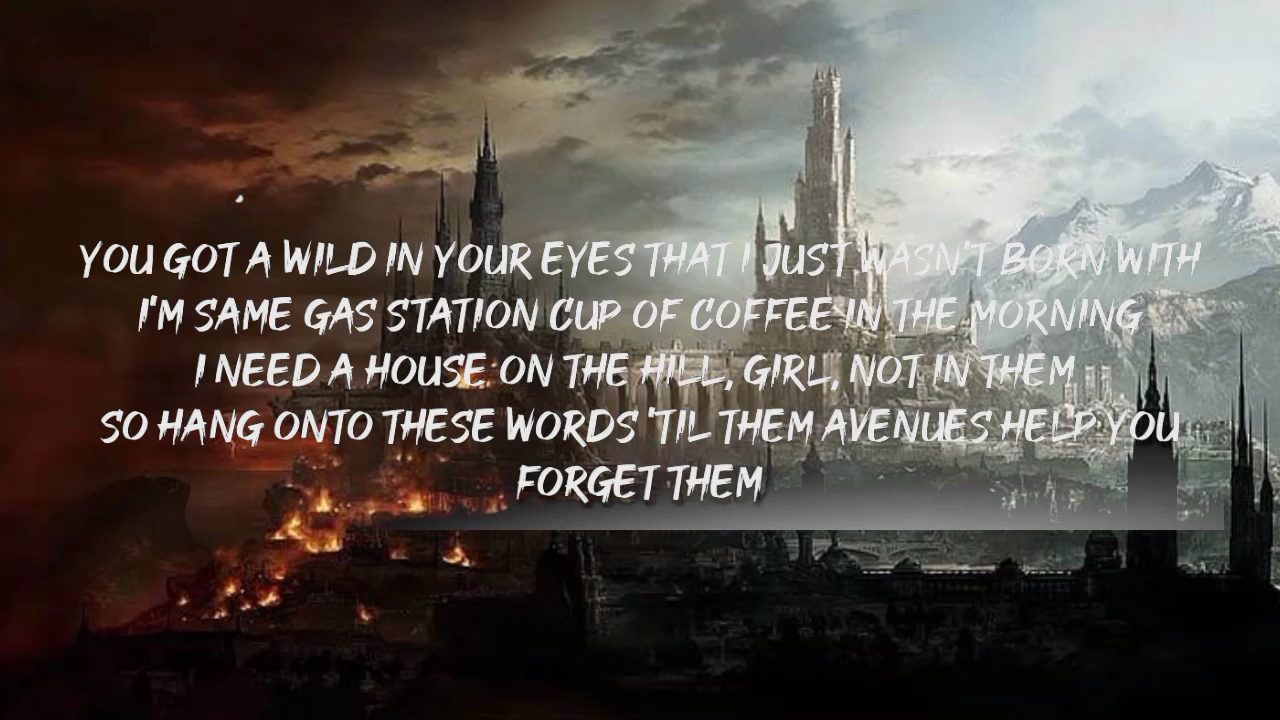 YOU GOT A WILD IN YOUR EYES THAT I JUST WASN'T BORN WITH
I'M SAME GAS STATION CUP OF COFFEE IN THE MORNING
I NEED A HOUSE ON THE HILL, GIRL, NOT IN THEM
SO HANG ONTO THESE WORDS 'TIL THEM AVENUES HELP YOU
FORGET THEM